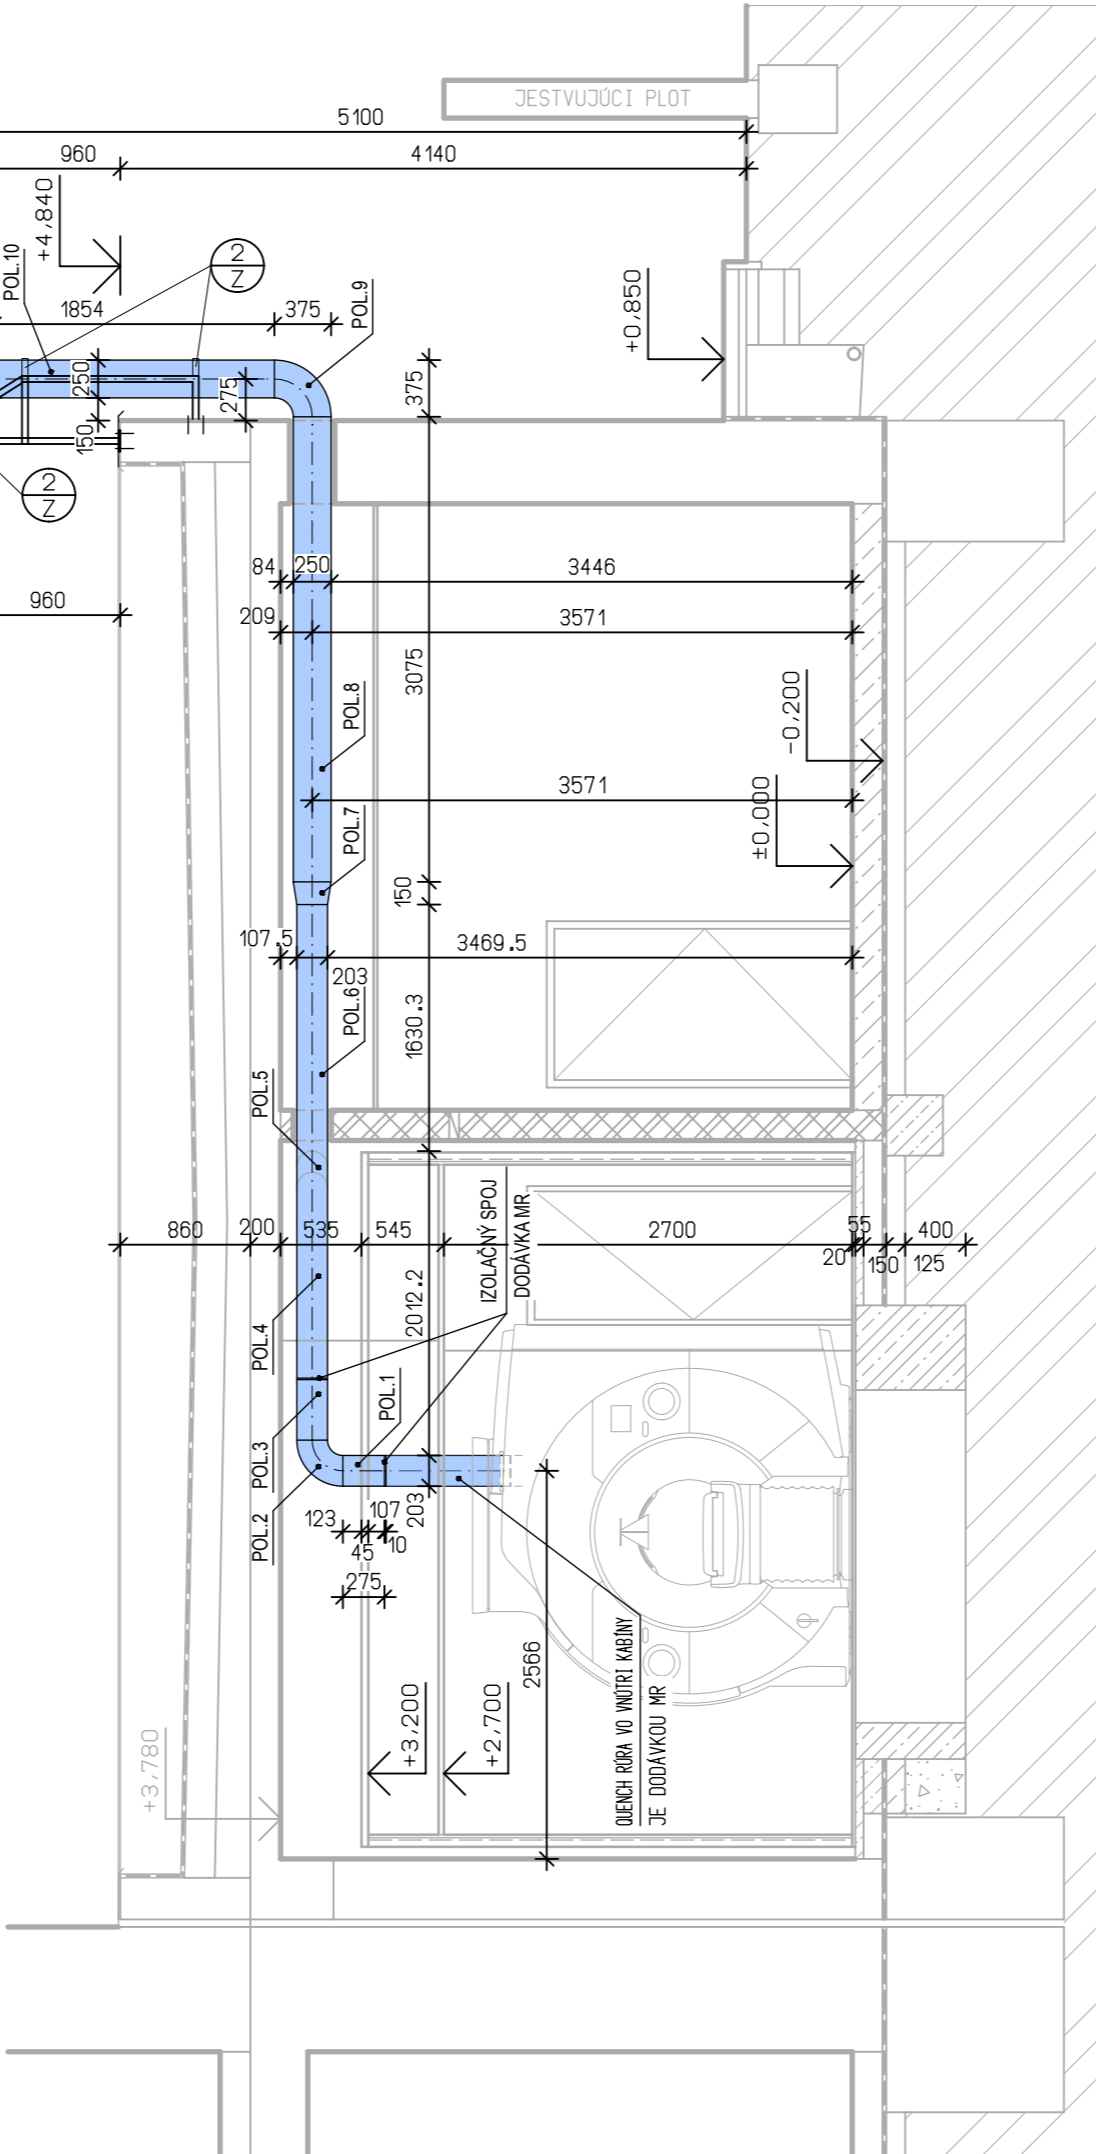 JESTVUJÚCI PLOT
5100
960
4140
+4,840
2
Z
POL.10
1854
375
POL.9
+0,850
250
275
375
150
2
Z
84
250
3446
960
209
3571
3075
POL.8
-0,200
3571
±0,000
POL.7
150
107.5
3469.5
203
POL.6
1630.3
POL.5
IZOLAČNÝ SPOJ
DODÁVKA MR
860
200
535
545
2700
55
20
150
400
125
2012.2
POL.4
POL.1
POL.3
POL.2
123
107
203
45
10
275
2566
QUENCH RÚRA VO VNÚTRI KABÍNY
JE DODÁVKOU MR
+3,200
+2,700
+3,780